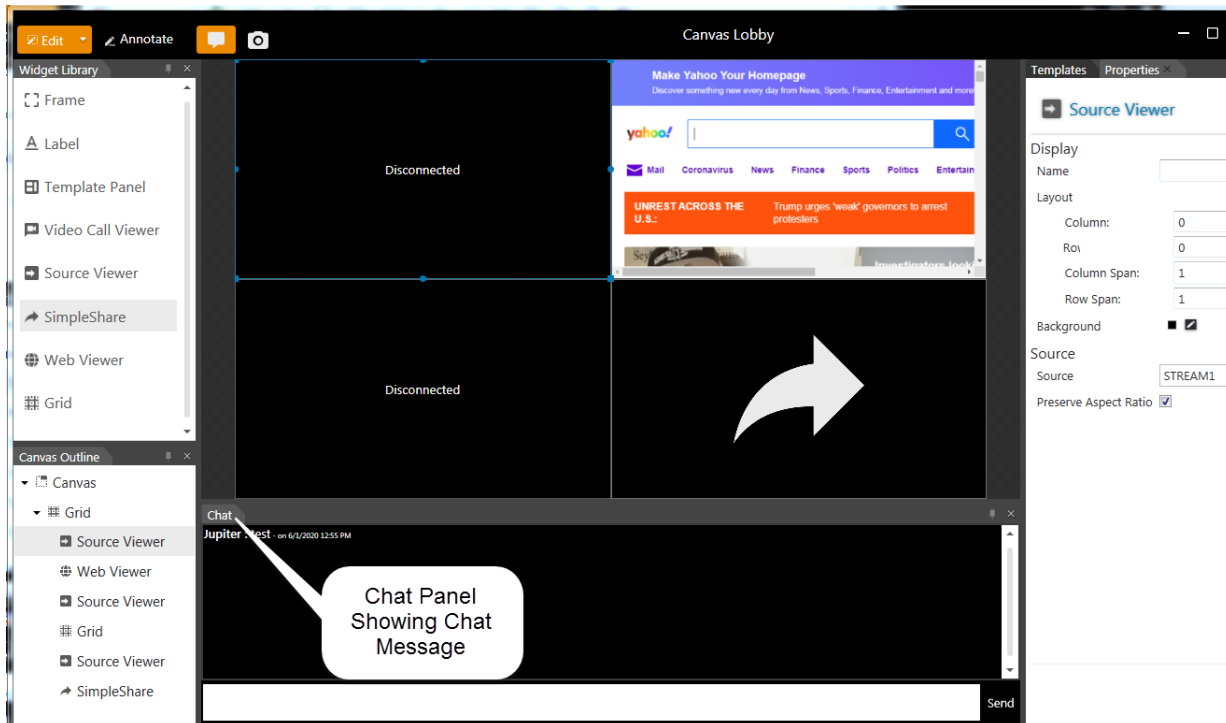 Edit
Annotate
Canvas Lobby
Widget Library
Frame
Label
Template Panel
Video Call Viewer
Source Viewer
SimpleShare
Web Viewer
Grid
Canvas Outline
Canvas
Grid
Source Viewer
Web Viewer
Source Viewer
Grid
Source Viewer
SimpleShare
Disconnected
Make Yahoo Your Homepage
Discover something new every day from News, Sports, Finance, Entertainment and more
yahoo!
Mail Coronavirus News Finance Sports Politics Entertain
UNREST ACROSS THE U.S.:
Trump urges 'weak' governors to arrest
protesters
Disconnected
Chat
Jupiter : test - on 6/1/2020 12:55 PM
Chat Panel
Showing Chat
Message
Send
Templates Properties
Source Viewer
Display
Name
Layout
Column: 0
Row 0
Column Span: 1
Row Span: 1
Background
Source
Source STREAM1
Preserve Aspect Ratio